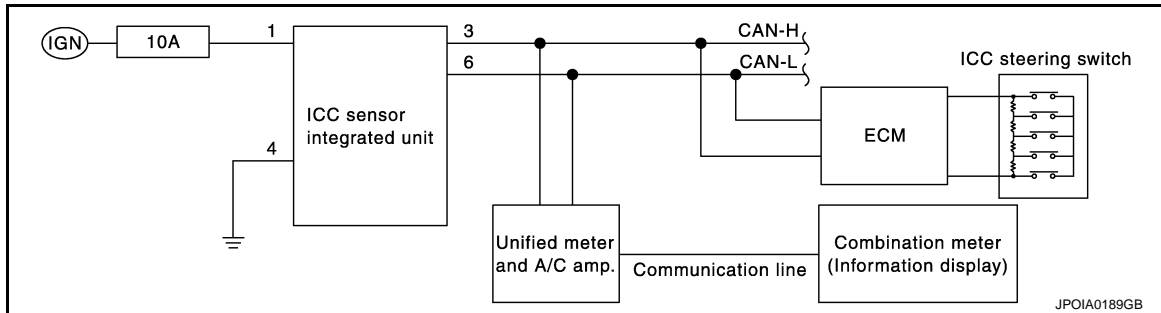 IGN
10A
1
3
CAN-H
6
CAN-L
ICC steering switch
ICC sensor
integrated unit
ECM
4
Unified meter
and A/C amp.
Communication line
Combination meter
(Information display)
JPOIA0189GB